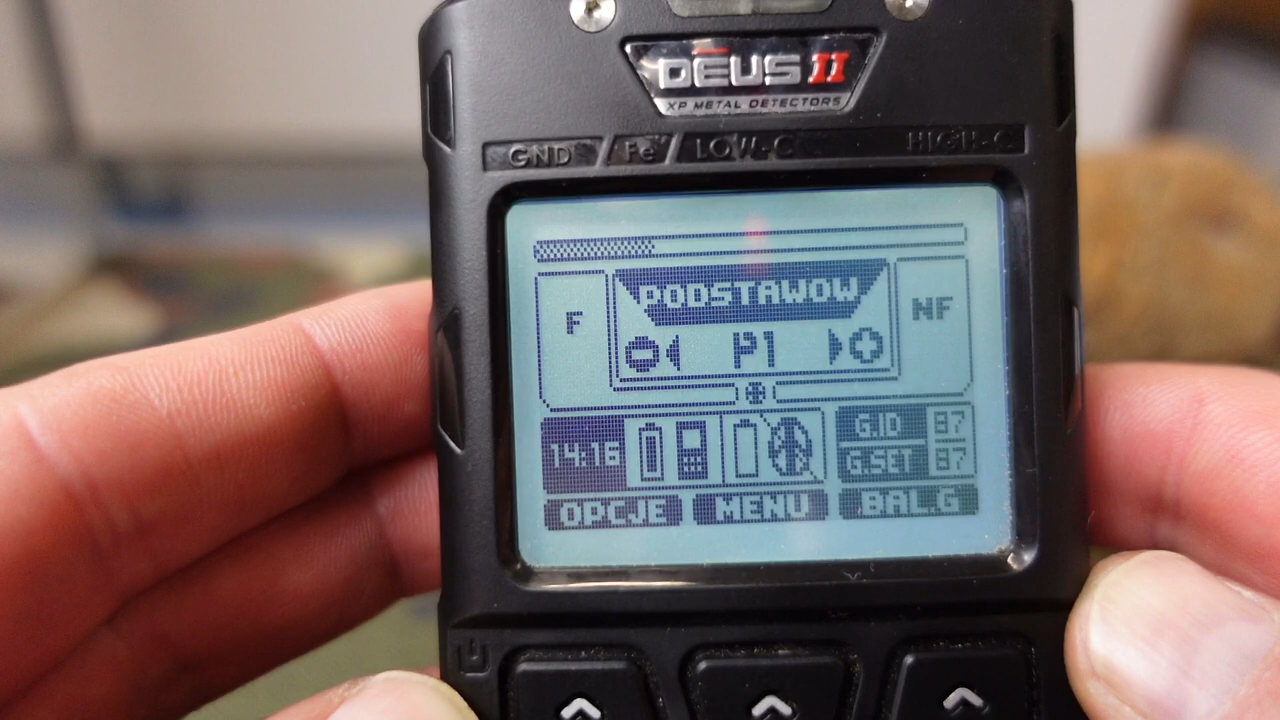 DEUS II
XP METAL DETECTORS
GND / Fe / LOW-C HIGH-C
PODSTAWOW
F P1 NF
14:16 G.ID 87
G.SET 87
OPCJE MENU BAL.G